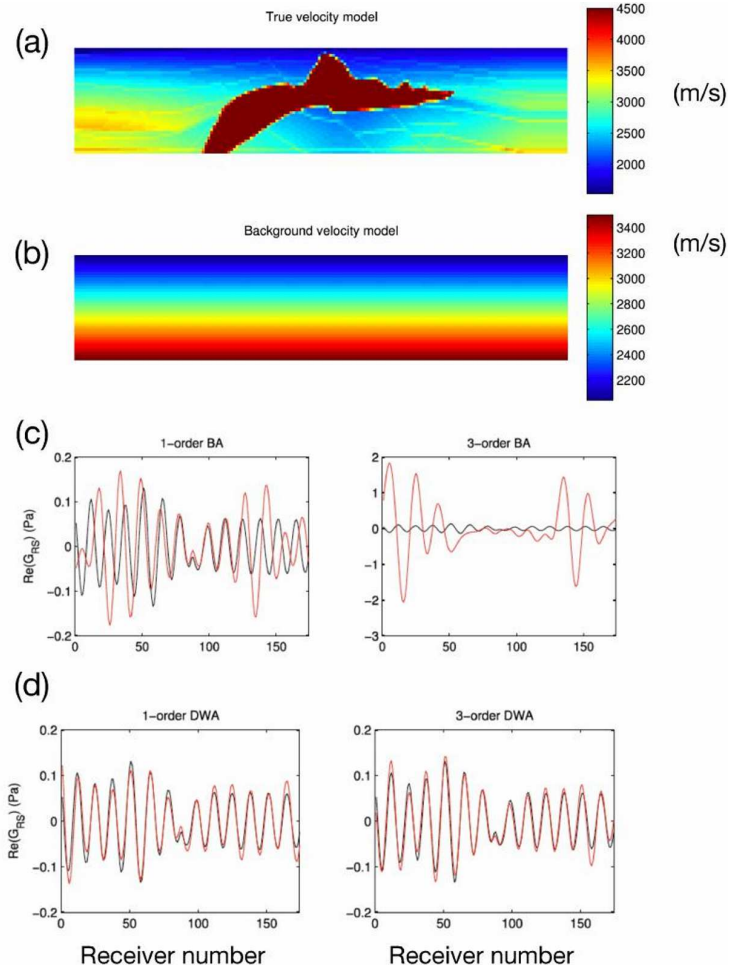 True velocity model
(a)
4500
4000
3500
3000
2500
2000
(m/s)
Background velocity model
(b)
3400
3200
3000
2800
2600
2400
2200
(m/s)
(c)
1−order BA
Re(G_RS) (Pa)
0.2
0.1
0
−0.1
−0.2
0 50 100 150
3−order BA
2
1
0
−1
−2
−3
0 50 100 150
(d)
1−order DWA
Re(G_RS) (Pa)
0.2
0.1
0
−0.1
−0.2
0 50 100 150
Receiver number
3−order DWA
0.2
0.1
0
−0.1
−0.2
0 50 100 150
Receiver number